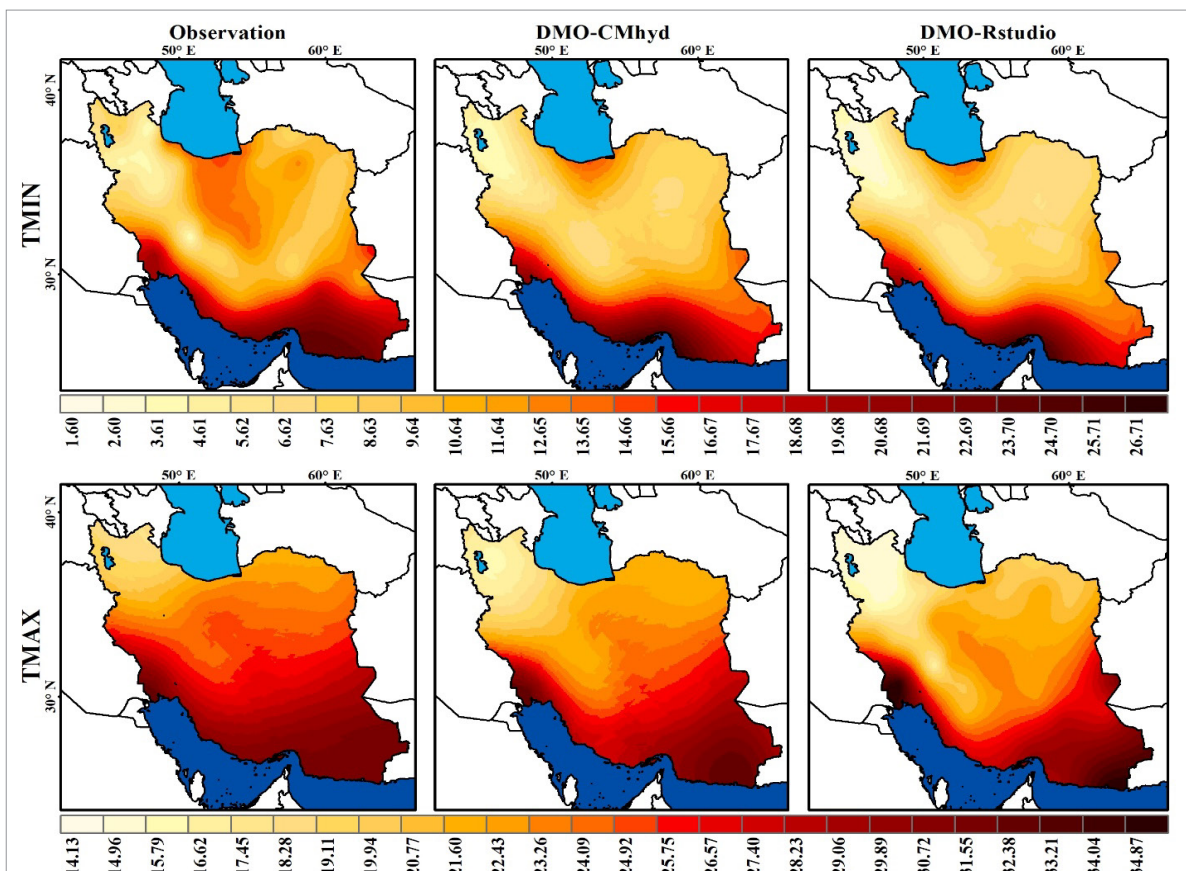 Observation DMO-CMhyd DMO-Rstudio
50° E 60° E 50° E 60° E 50° E 60° E
40° N
TMIN
30° N
1.60 2.60 3.61 4.61 5.62 6.62 7.63 8.63 9.64 10.64 11.64 12.65 13.65 14.66 15.66 16.67 17.67 18.68 19.68 20.68 21.69 22.69 23.70 24.70 25.71 26.71
50° E 60° E 50° E 60° E 50° E 60° E
40° N
TMAX
30° N
14.13 14.96 15.79 16.62 17.45 18.28 19.11 19.94 20.77 21.60 22.43 23.26 24.09 24.92 25.75 26.57 27.40 28.23 29.06 29.89 30.72 31.55 32.38 33.21 34.04 34.87